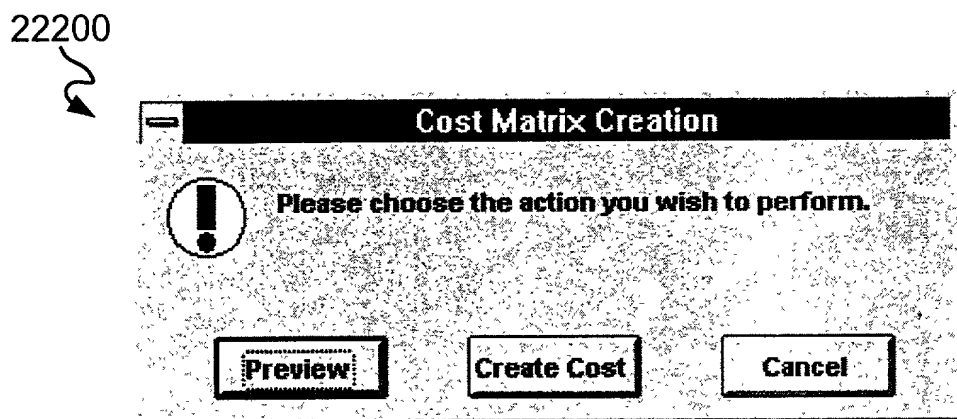 22200
Cost Matrix Creation
Please choose the action you wish to perform.
Preview Create Cost Cancel